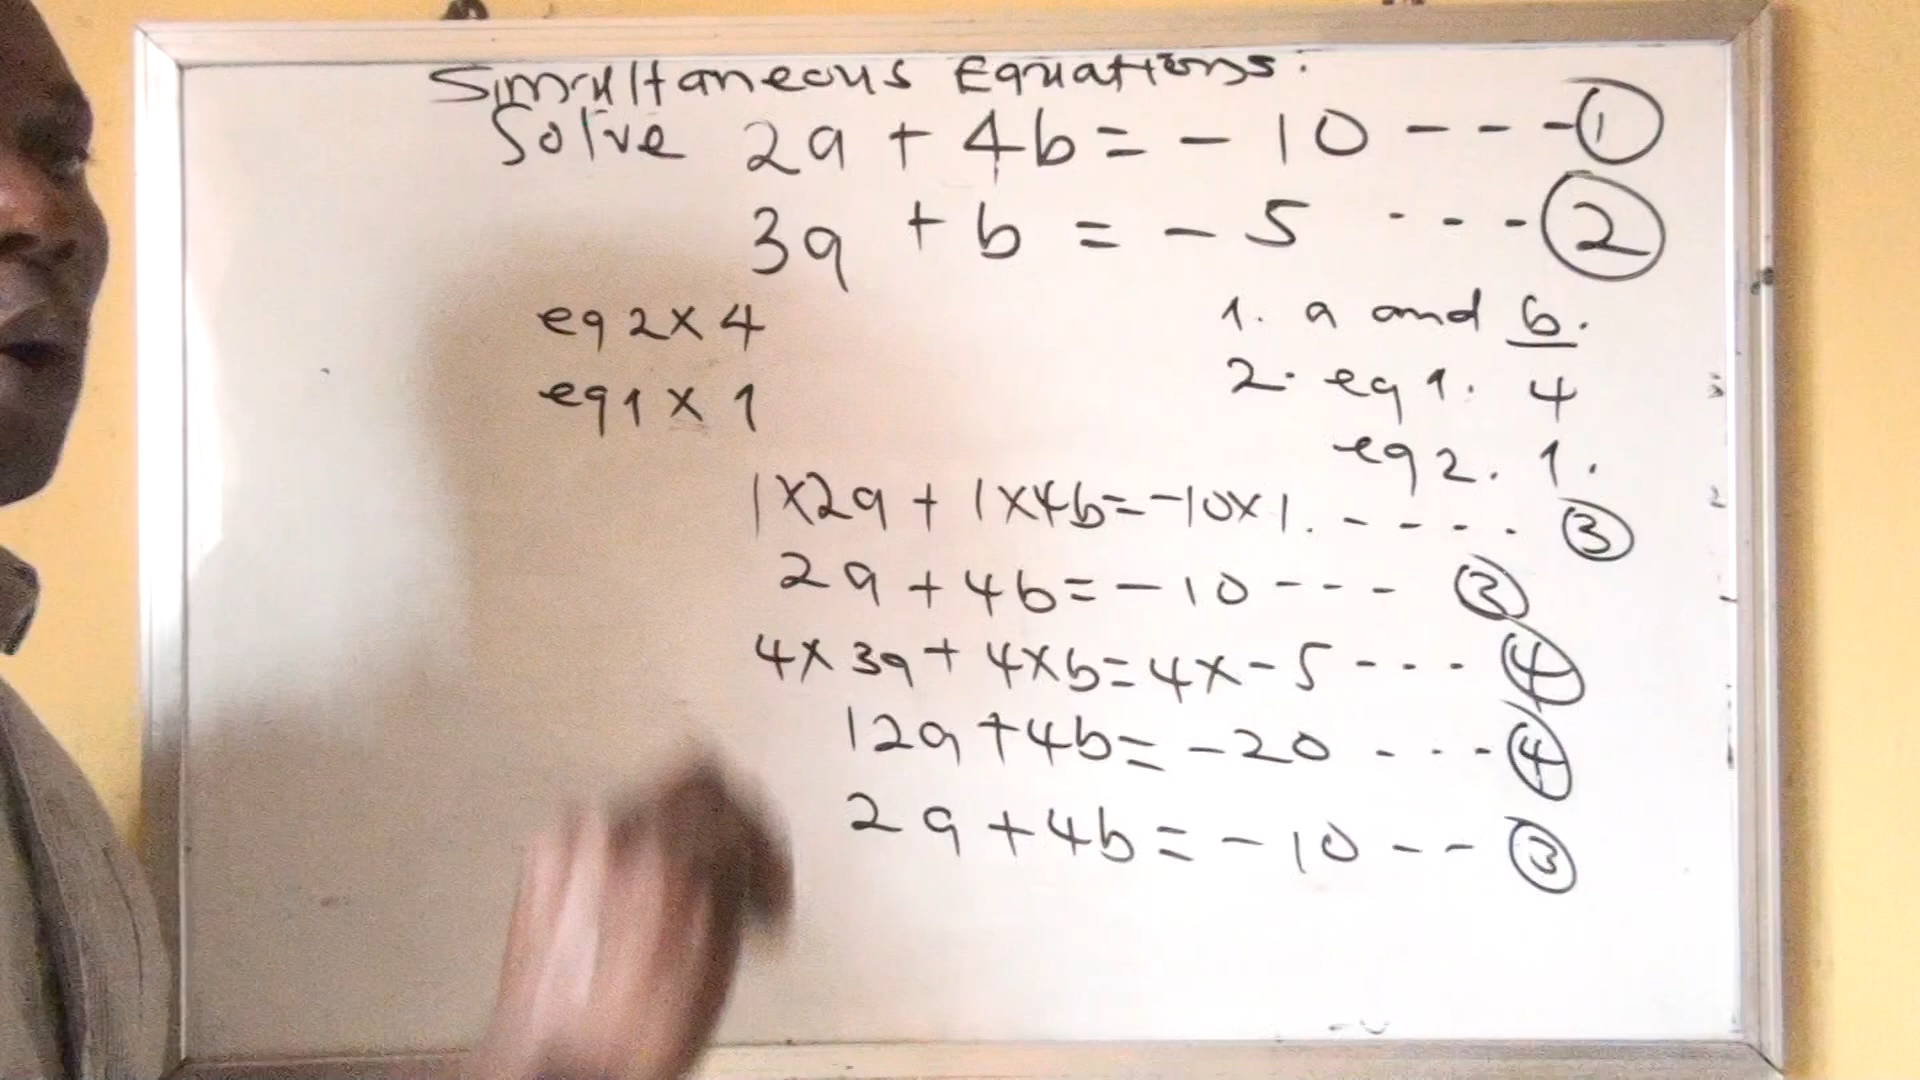 Simultaneous Equations:
Solve 2a + 4b = - 10 - - - ①
3a + b = - 5 - - - ②
eq 2 x 4
eq 1 x 1
1. a and b.
2. eq 1. 4
eq 2. 1.
1x2a + 1x4b = -10x1. - - - - ③
2a + 4b = - 10 - - - ③
4x 3a + 4xb = 4x - 5 - - - ④
12a + 4b = - 20 - - - ④
2a + 4b = - 10 - - ③